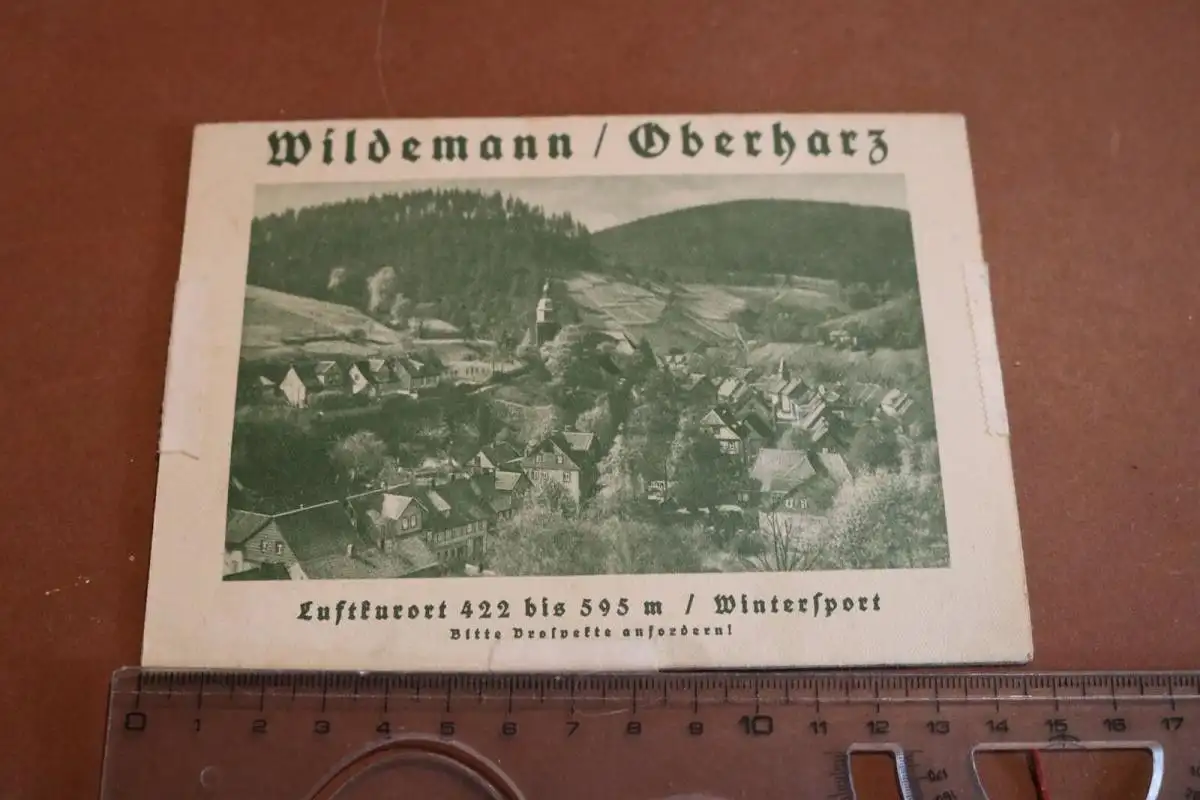 Wildemann / Oberharz
Luftkurort 422 bis 595 m / Winterſport
Bitte Proſpekte anfordern!
0 1 2 3 4 5 6 7 8 9 10 11 12 13 14 15 16 17